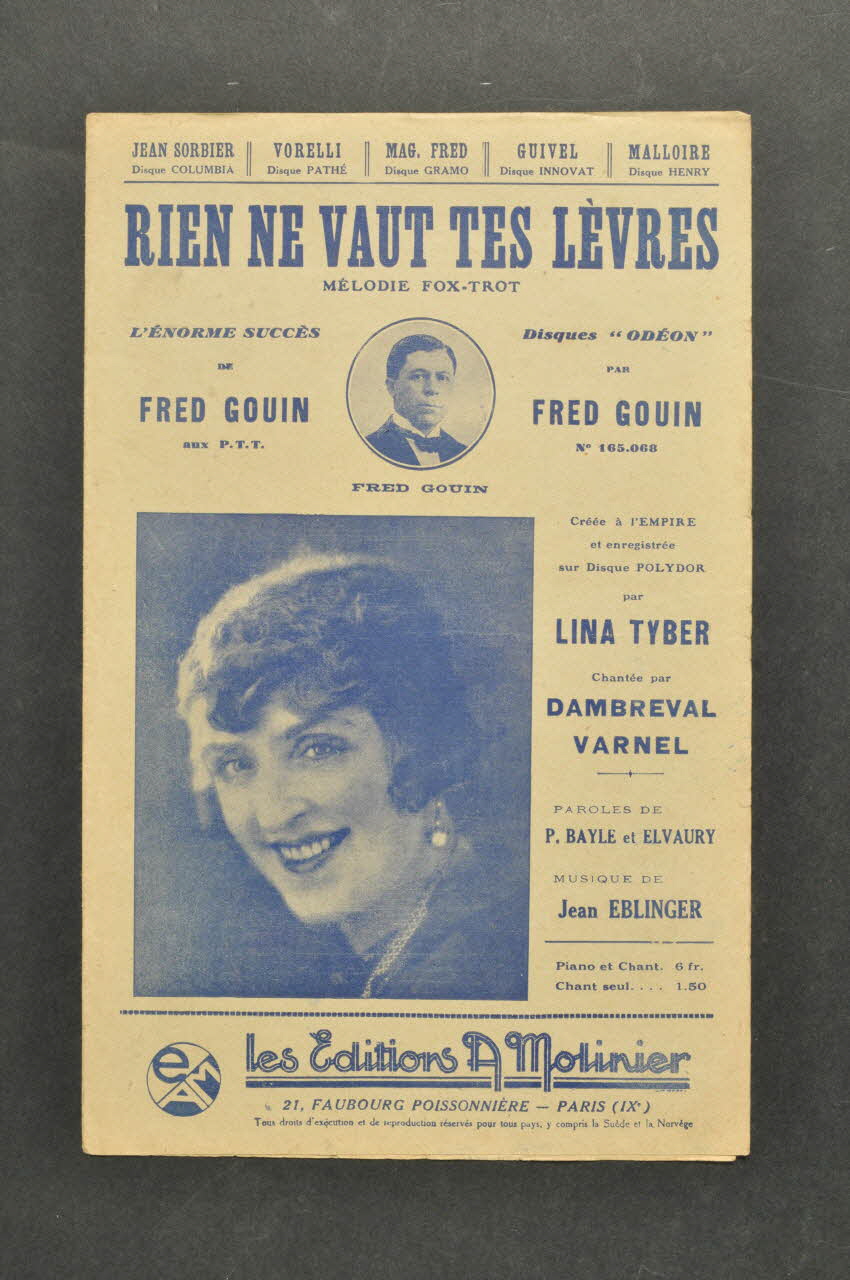 JEAN SORBIER
Disque COLUMBIA
VORELLI
Disque PATHÉ
MAG. FRED
Disque GRAMO
GUIVEL
Disque INNOVAT
MALLOIRE
Disque HENRY
RIEN NE VAUT TES LÈVRES
MÉLODIE FOX-TROT
L'ÉNORME SUCCÈS
DE
FRED GOUIN
aux P.T.T.
FRED GOUIN
Disques "ODÉON"
PAR
FRED GOUIN
N° 165.068
Créée à l'EMPIRE
et enregistrée
sur Disque POLYDOR
par
LINA TYBER
Chantée par
DAMBREVAL
VARNEL
PAROLES DE
P. BAYLE et ELVAURY
MUSIQUE DE
Jean EBLINGER
Piano et Chant. 6 fr.
Chant seul. . . . 1.50
eAM
les Editions A Molinier
21, FAUBOURG POISSONNIÈRE — PARIS (IXe)
Tous droits d'exécution et de reproduction réservés pour tous pays, y compris la Suède et la Norvège